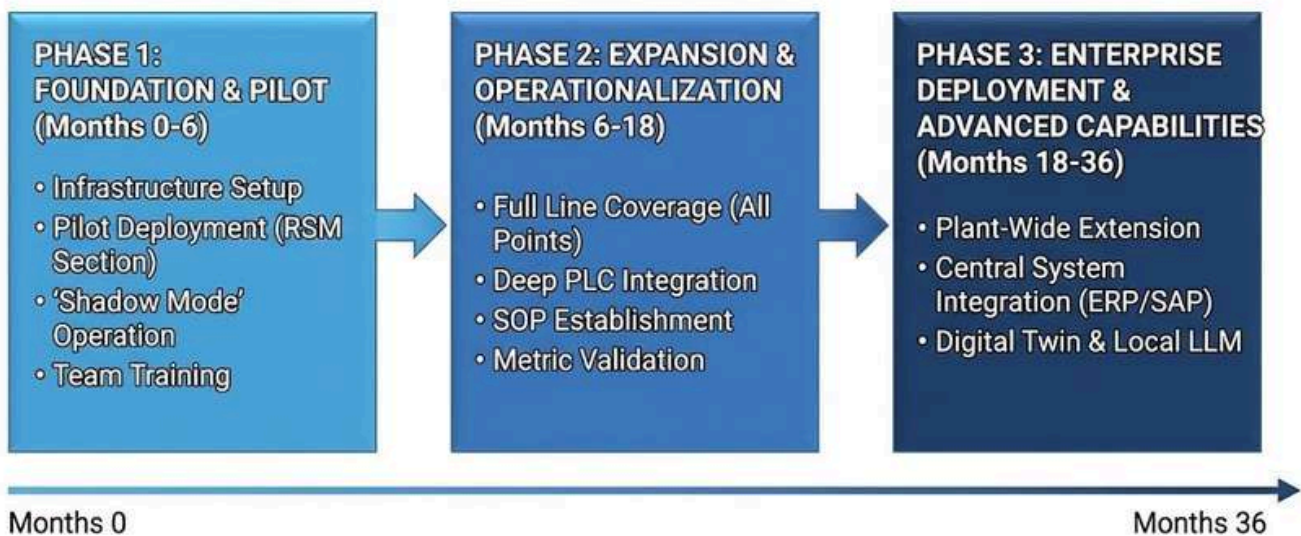 PHASE 1:
FOUNDATION & PILOT
(Months 0-6)
• Infrastructure Setup
• Pilot Deployment (RSM
Section)
• ‘Shadow Mode’
Operation
• Team Training
PHASE 2: EXPANSION &
OPERATIONALIZATION
(Months 6-18)
• Full Line Coverage (All
Points)
• Deep PLC Integration
• SOP Establishment
• Metric Validation
PHASE 3: ENTERPRISE
DEPLOYMENT &
ADVANCED CAPABILITIES
(Months 18-36)
• Plant-Wide Extension
• Central System
Integration (ERP/SAP)
• Digital Twin & Local LLM
Months 0
Months 36